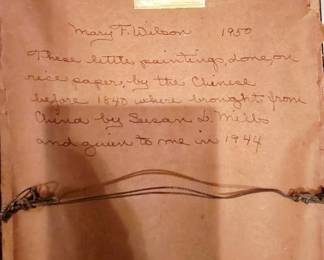 Mary F. Wilson 1950
These little paintings, done on
rice paper, by the Chinese
before 1840 where brought from
China by Susan D. Mills
and given to me in 1944